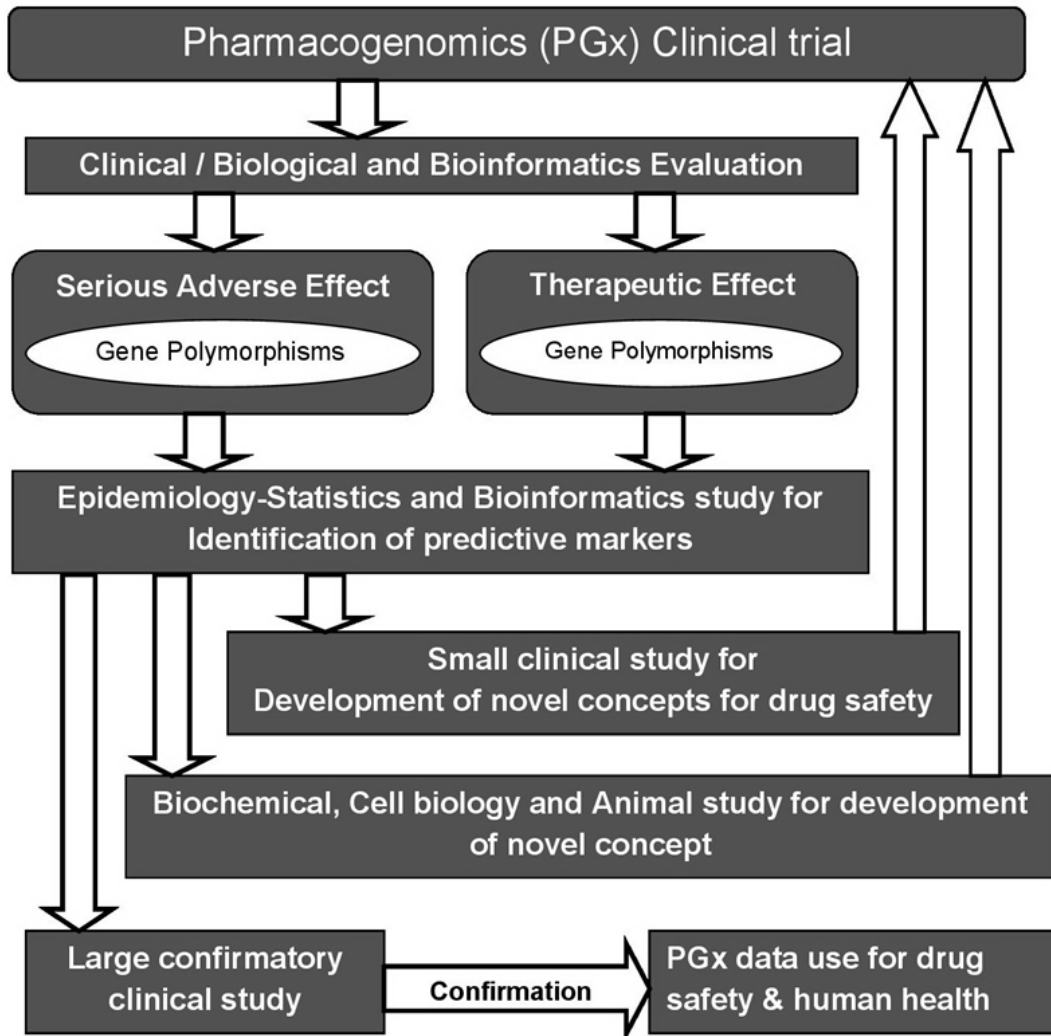 Pharmacogenomics (PGx) Clinical trial
Clinical / Biological and Bioinformatics Evaluation
Serious Adverse Effect
Gene Polymorphisms
Therapeutic Effect
Gene Polymorphisms
Epidemiology-Statistics and Bioinformatics study for
Identification of predictive markers
Small clinical study for
Development of novel concepts for drug safety
Biochemical, Cell biology and Animal study for development
of novel concept
Large confirmatory
clinical study
Confirmation
PGx data use for drug
safety & human health